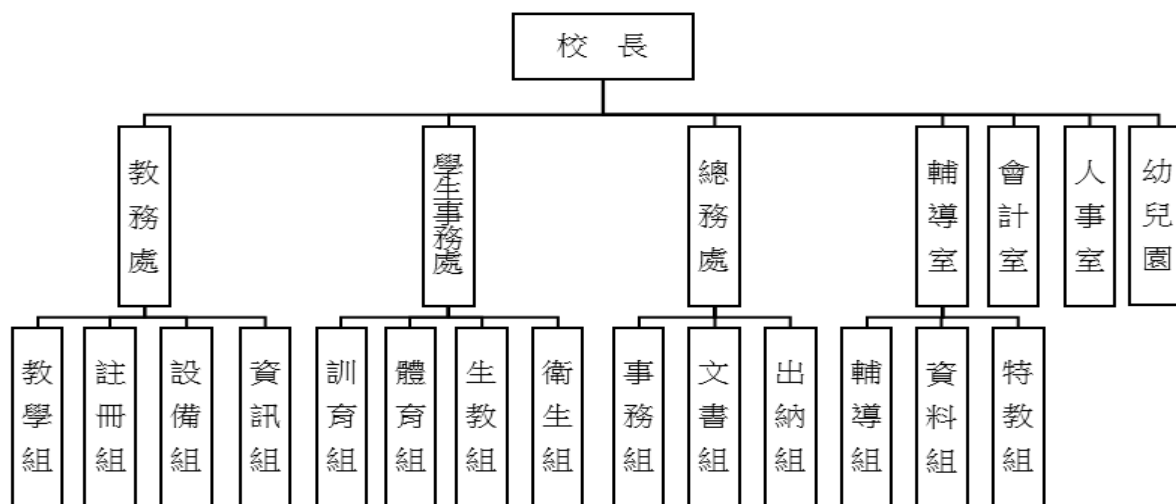 校 長
教務處
學生事務處
總務處
輔導室
會計室
人事室
幼兒園
教學組
註冊組
設備組
資訊組
訓育組
體育組
生教組
衛生組
事務組
文書組
出納組
輔導組
資料組
特教組